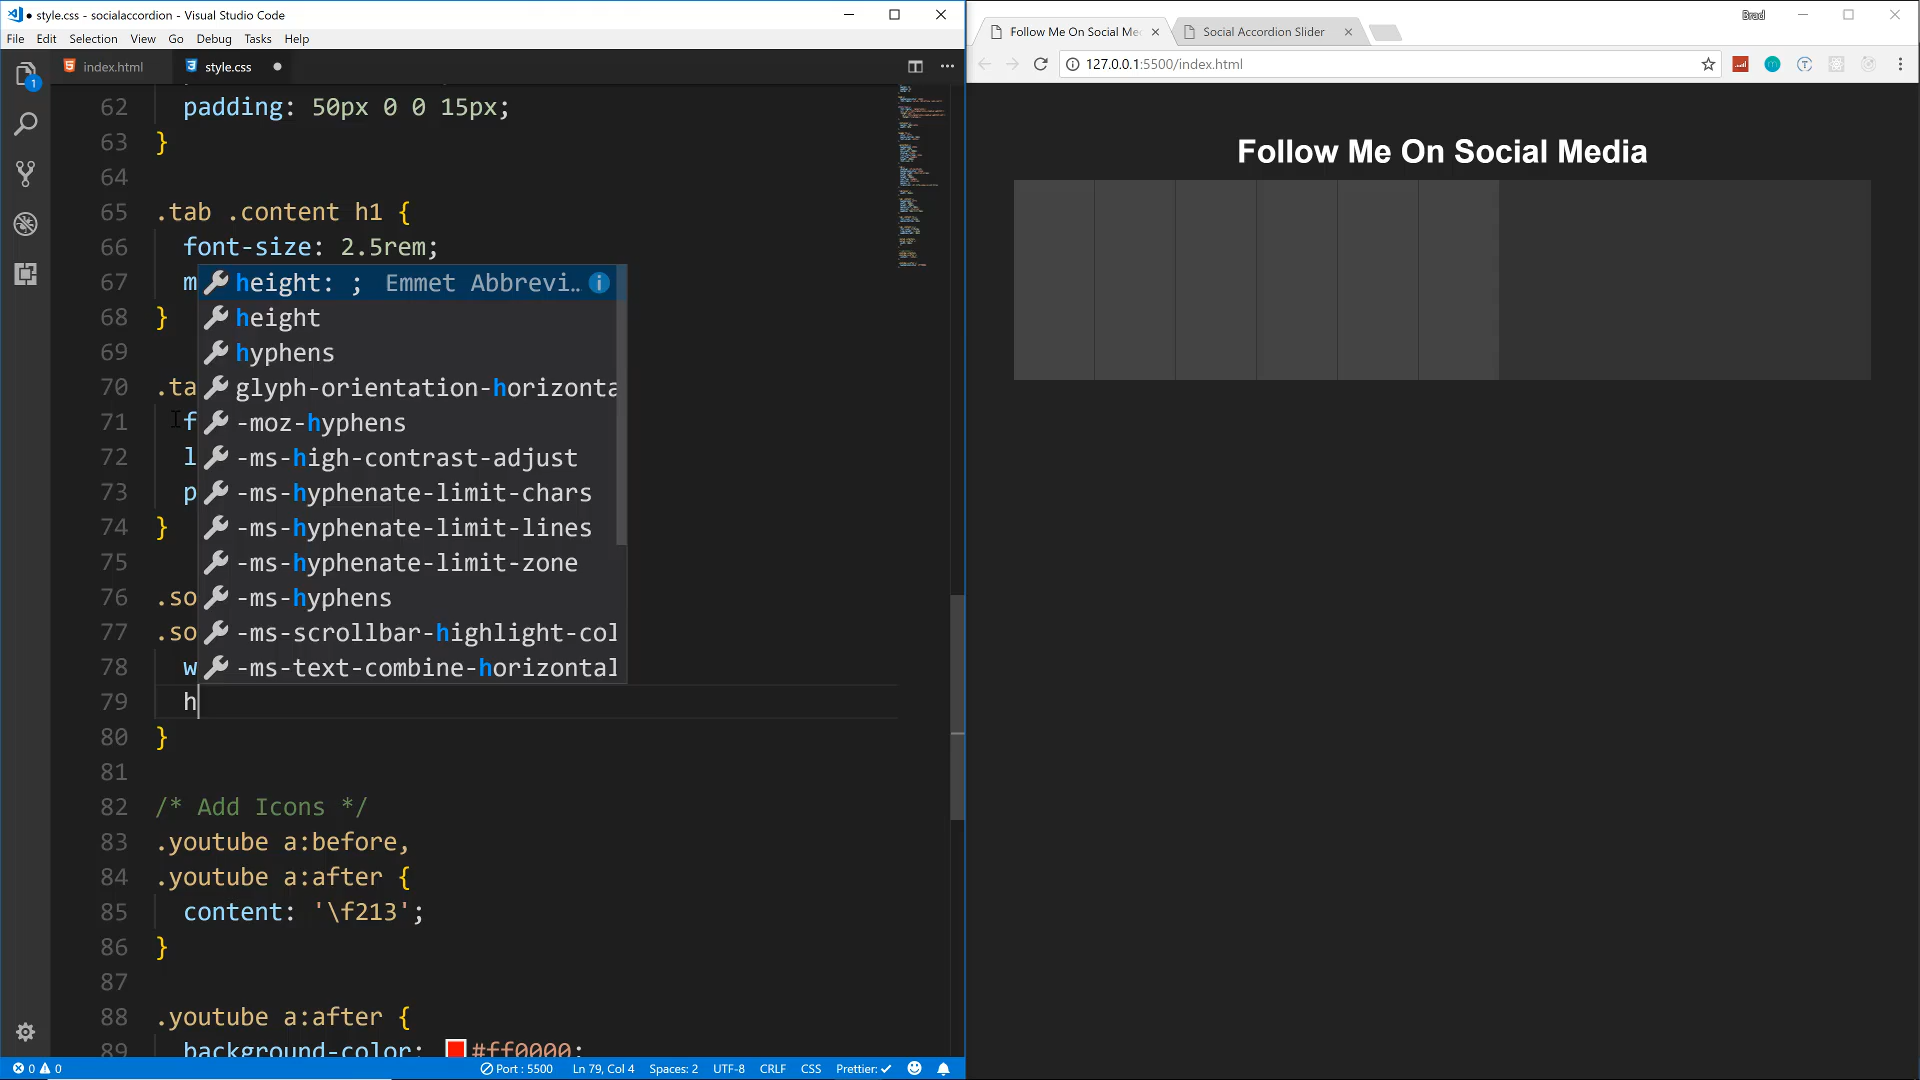 style.css - socialaccordion - Visual Studio Code
File Edit Selection View Go Debug Tasks Help
index.html
style.css
1
62 padding: 50px 0 0 15px;
63 }
64
65 .tab .content h1 {
66 font-size: 2.5rem;
67 m
68 }
69
70 .ta
71 f
72 l
73 p
74 }
75
76 .so
77 .so
78 w
79 h
80 }
81
82 /* Add Icons */
83 .youtube a:before,
84 .youtube a:after {
85 content: '\f213';
86 }
87
88 .youtube a:after {
89 background-color: #ff0000;
height: ; Emmet Abbrevi…
height
hyphens
glyph-orientation-horizonta
-moz-hyphens
-ms-high-contrast-adjust
-ms-hyphenate-limit-chars
-ms-hyphenate-limit-lines
-ms-hyphenate-limit-zone
-ms-hyphens
-ms-scrollbar-highlight-col
-ms-text-combine-horizontal
0 0 Port : 5500 Ln 79, Col 4 Spaces: 2 UTF-8 CRLF CSS Prettier: ✓
Brad
Follow Me On Social Me
Social Accordion Slider
127.0.0.1:5500/index.html
Follow Me On Social Media